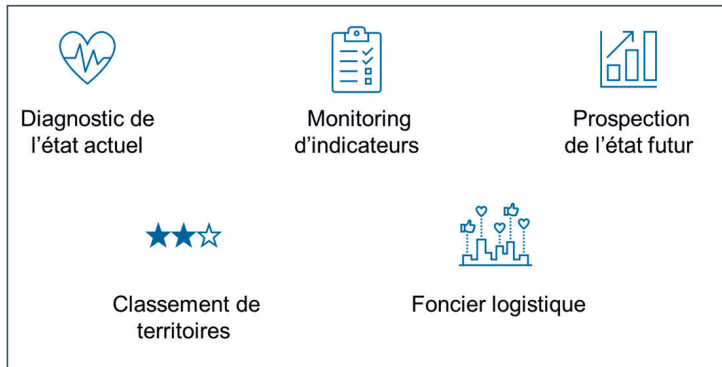 Diagnostic de
l'état actuel
Monitoring
d'indicateurs
Prospection
de l'état futur
Classement de
territoires
Foncier logistique